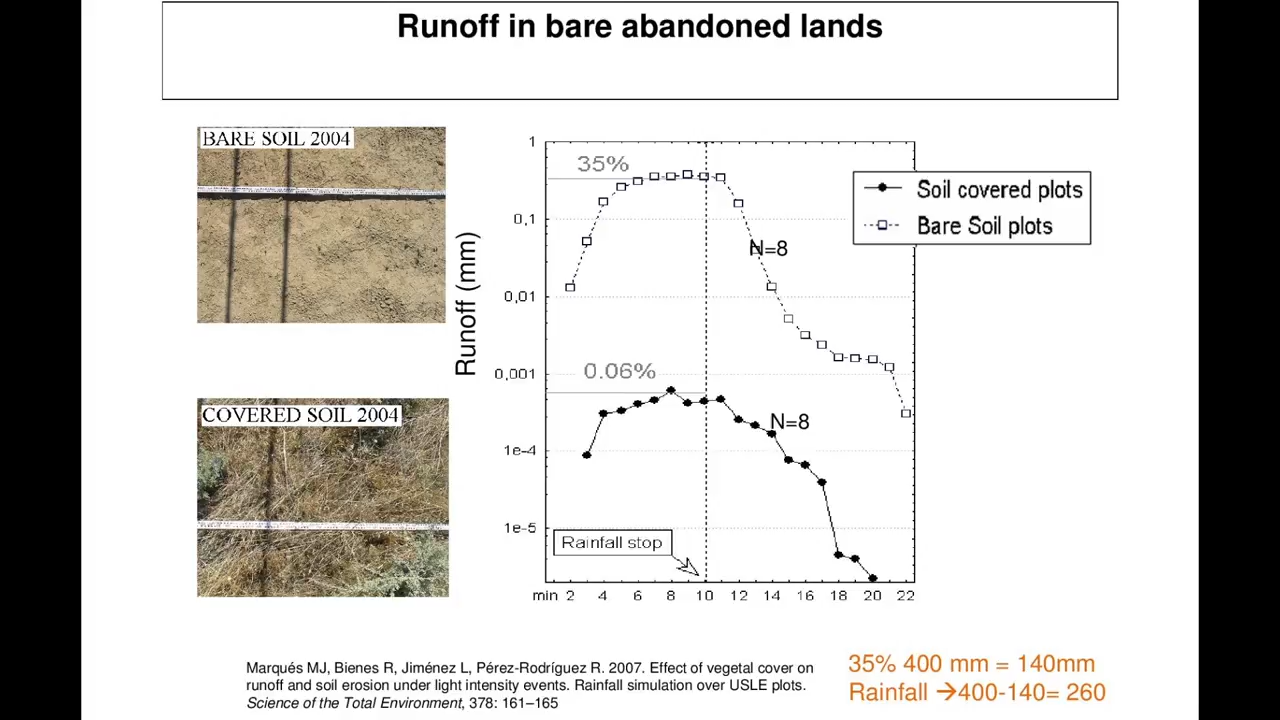 Runoff in bare abandoned lands
BARE SOIL 2004
COVERED SOIL 2004
Runoff (mm)
1
0,1
0,01
0,001
1e-4
1e-5
35%
0.06%
N=8
N=8
Soil covered plots
Bare Soil plots
Rainfall stop
min 2 4 6 8 10 12 14 16 18 20 22
Marqués MJ, Bienes R, Jiménez L, Pérez-Rodríguez R. 2007. Effect of vegetal cover on
runoff and soil erosion under light intensity events. Rainfall simulation over USLE plots.
Science of the Total Environment, 378: 161–165
35% 400 mm = 140mm
Rainfall →400-140= 260